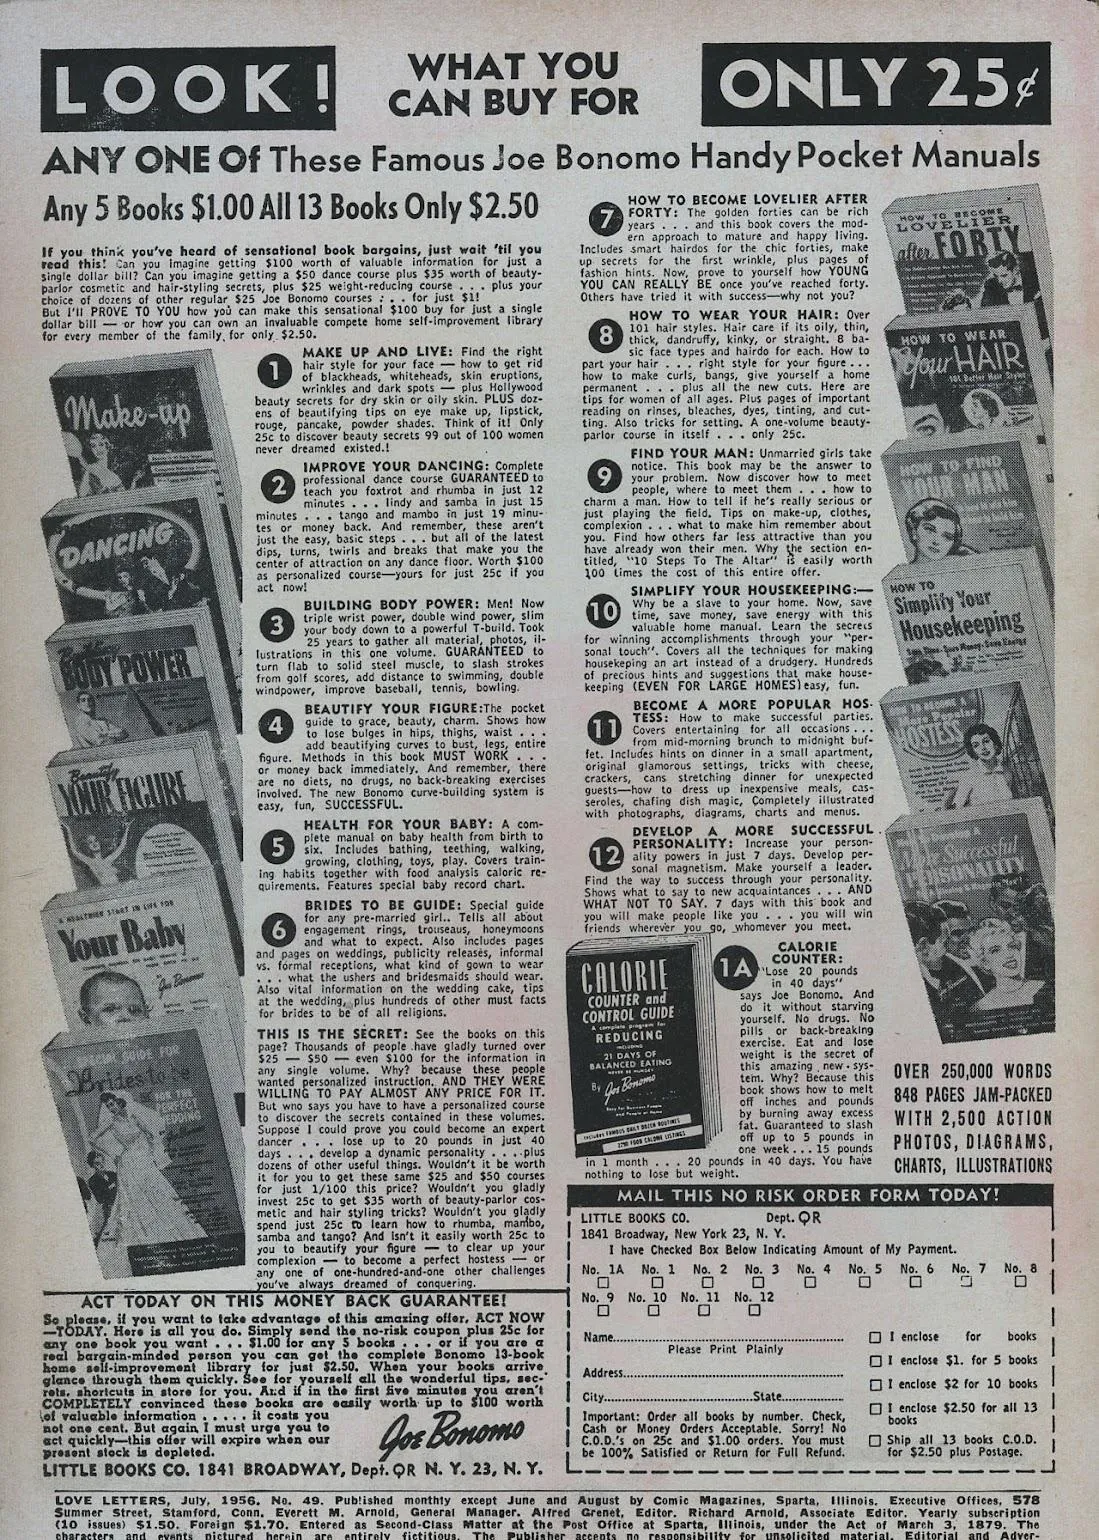 LOOK!
WHAT YOU
CAN BUY FOR
ONLY 25¢
ANY ONE Of These Famous Joe Bonomo Handy Pocket Manuals
Any 5 Books $1.00 All 13 Books Only $2.50
If you think you've heard of sensational book bargains, just wait 'til you
read this! Can you imagine getting $100 worth of valuable information for just a
single dollar bill? Can you imagine getting a $50 dance course plus $35 worth of beauty-
parlor cosmetic and hair-styling secrets, plus $25 weight-reducing course . . . plus your
choice of dozens of other regular $25 Joe Bonomo courses . . . for just $1!
But I'll PROVE TO YOU how you can make this sensational $100 buy for just a single
dollar bill — or how you can own an invaluable compete home self-improvement library
for every member of the family for only $2.50.
1 MAKE UP AND LIVE: Find the right
hair style for your face — how to get rid
of blackheads, whiteheads, skin eruptions,
wrinkles and dark spots — plus Hollywood
beauty secrets for dry skin or oily skin. PLUS doz-
ens of beautifying tips on eye make up, lipstick,
rouge, pancake, powder shades. Think of it! Only
25c to discover beauty secrets 99 out of 100 women
never dreamed existed.!
2 IMPROVE YOUR DANCING: Complete
professional dance course GUARANTEED to
teach you foxtrot and rhumba in just 12
minutes . . . lindy and samba in just 15
minutes . . . tango and mambo in just 19 minu-
tes or money back. And remember, these aren't
just the easy, basic steps . . . but all of the latest
dips, turns, twirls and breaks that make you the
center of attraction on any dance floor. Worth $100
as personalized course—yours for just 25c if you
act now!
3 BUILDING BODY POWER: Men! Now
triple wrist power, double wind power, slim
your body down to a powerful T-build. Took
25 years to gather all material, photos, il-
lustrations in this one volume. GUARANTEED to
turn flab to solid steel muscle, to slash strokes
from golf scores, add distance to swimming, double
windpower, improve baseball, tennis, bowling.
4 BEAUTIFY YOUR FIGURE:The pocket
guide to grace, beauty, charm. Shows how
to lose bulges in hips, thighs, waist . . .
add beautifying curves to bust, legs, entire
figure. Methods in this book MUST WORK . . . .
or money back immediately. And remember, there
are no diets, no drugs, no back-breaking exercises
involved. The new Bonomo curve-building system is
easy, fun, SUCCESSFUL.
5 HEALTH FOR YOUR BABY: A com-
plete manual on baby health from birth to
six. Includes bathing, teething, walking,
growing, clothing, toys, play. Covers train-
ing habits together with food analysis caloric re-
quirements. Features special baby record chart.
6 BRIDES TO BE GUIDE: Special guide
for any pre-married girl.. Tells all about
engagement rings, trouseaus, honeymoons
and what to expect. Also includes pages
and pages on weddings, publicity releases, informal
vs. formal receptions, what kind of gown to wear
. . . what the ushers and bridesmaids should wear.
Also vital information on the wedding cake, tips
at the wedding, plus hundreds of other must facts
for brides to be of all religions.
THIS IS THE SECRET: See the books on this
page? Thousands of people have gladly turned over
$25 — $50 — even $100 for the information in
any single volume. Why? because these people
wanted personalized instruction, AND THEY WERE
WILLING TO PAY ALMOST ANY PRICE FOR IT.
But who says you have to have a personalized course
to discover the secrets contained in these volumes.
Suppose I could prove you could become an expert
dancer . . . lose up to 20 pounds in just 40
days . . . develop a dynamic personality . . . .plus
dozens of other useful things. Wouldn't it be worth
it for you to get these same $25 and $50 courses
for just 1/100 this price? Wouldn't you gladly
invest 25c to get $35 worth of beauty-parlor cos-
metic and hair styling tricks? Wouldn't you gladly
spend just 25c to learn how to rhumba, mambo,
samba and tango? And Isn't it easily worth 25c to
you to beautify your figure — to clear up your
complexion — to become a perfect hostess — or
any one of one-hundred-and-one other challenges
you've always dreamed of conquering.
Make-up
DANCING
BODY POWER
Beautify
YOUR FIGURE
A HEALTHIER START IN LIFE FOR
Your Baby
Joe Bonomo
GUIDE FOR
Brides to be
7 HOW TO BECOME LOVELIER AFTER
FORTY: The golden forties can be rich
years . . . and this book covers the mod-
ern approach to mature and happy living.
Includes smart hairdos for the chic forties, make
up secrets for the first wrinkle, plus pages of
fashion hints. Now, prove to yourself how YOUNG
YOU CAN REALLY BE once you've reached forty.
Others have tried it with success—why not you?
8 HOW TO WEAR YOUR HAIR: Over
101 hair styles. Hair care if its oily, thin,
thick, dandruffy, kinky, or straight. 8 ba-
sic face types and hairdo for each. How to
part your hair . . . right style for your figure . . .
how to make curls, bangs, give yourself a home
permanent . . . plus all the new cuts. Here are
tips for women of all ages. Plus pages of important
reading on rinses, bleaches, dyes, tinting, and cut-
ting. Also tricks for setting. A one-volume beauty-
parlor course in itself . . . only 25c.
9 FIND YOUR MAN: Unmarried girls take
notice. This book may be the answer to
your problem. Now discover how to meet
people, where to meet them . . . how to
charm a man. How to tell if he's really serious or
just playing the field. Tips on make-up, clothes,
complexion . . . what to make him remember about
you. Find how others far less attractive than you
have already won their men. Why the section en-
titled, "10 Steps To The Altar" is easily worth
100 times the cost of this entire offer.
10 SIMPLIFY YOUR HOUSEKEEPING:—
Why be a slave to your home. Now, save
time, save money, save energy with this
valuable home manual. Learn the secrets
for winning accomplishments through your "per-
sonal touch". Covers all the techniques for making
housekeping an art instead of a drudgery. Hundreds
of precious hints and suggestions that make house-
keeping (EVEN FOR LARGE HOMES) easy, fun.
11 BECOME A MORE POPULAR HOS-
TESS: How to make successful parties.
Covers entertaining for all occasions . . .
from mid-morning brunch to midnight buf-
fet. Includes hints on dinner in a small apartment,
original glamorous settings, tricks with cheese,
crackers, cans stretching dinner for unexpected
guests—how to dress up inexpensive meals, cas-
seroles, chafing dish magic, Completely illustrated
with photographs, diagrams, charts and menus.
12 DEVELOP A MORE SUCCESSFUL
PERSONALITY: Increase your person-
ality powers in just 7 days. Develop per-
sonal magnetism. Make yourself a leader.
Find the way to success through your personality.
Shows what to say to new acquaintances . . . AND
WHAT NOT TO SAY. 7 days with this book and
you will make people like you . . . you will win
friends wherever you go, whomever you meet.
CALORIE
COUNTER and
CONTROL GUIDE
A complete program for
REDUCING
INCLUDING
21 DAYS OF
BALANCED EATING
By Joe Bonomo
INCLUDES FAMOUS DAILY DOZEN ROUTINES
FOOD CALORIE LISTINGS
1A CALORIE
COUNTER:
"Lose 20 pounds
in 40 days"
says Joe Bonomo. And
do it without starving
yourself. No drugs. No
pills or back-breaking
exercise. Eat and lose
weight is the secret of
this amazing new sys-
tem. Why? Because this
book shows how to melt
off inches and pounds
by burning away excess
fat. Guaranteed to slash
off up to 5 pounds in
one week . . . 15 pounds
in 1 month . . . 20 pounds in 40 days. You have
nothing to lose but weight.
HOW TO BECOME
LOVELIER
after FORTY
HOW TO WEAR
Your HAIR
HOW TO FIND
YOUR MAN
HOW TO
Simplify Your
Housekeeping
HOW TO BECOME A
HOSTESS
Successful
PERSONALITY
OVER 250,000 WORDS
848 PAGES JAM-PACKED
WITH 2,500 ACTION
PHOTOS, DIAGRAMS,
CHARTS, ILLUSTRATIONS
ACT TODAY ON THIS MONEY BACK GUARANTEE!
So please, if you want to take advantage of this amazing offer, ACT NOW
—TODAY. Here is all you do. Simply send the no-risk coupon plus 25c for
any one book you want . . . $1.00 for any 5 books . . . or if you are a
real bargain-minded person you can get the complete Bonomo 13-book
home self-improvement library for just $2.50. When your books arrive
glance through them quickly. See for yourself all the wonderful tips, sec-
rets, shortcuts in store for you. And if in the first five minutes you aren't
COMPLETELY convinced these books are easily worth up to $100 worth
of valuable information . . . . . it costs you
not one cent. But again I must urge you to
act quickly—this offer will expire when our
present stock is depleted.
Joe Bonomo
LITTLE BOOKS CO. 1841 BROADWAY, Dept. QR N. Y. 23, N. Y.
MAIL THIS NO RISK ORDER FORM TODAY!
LITTLE BOOKS CO. Dept. QR
1841 Broadway, New York 23, N. Y.
I have Checked Box Below Indicating Amount of My Payment.
No. 1A No. 1 No. 2 No. 3 No. 4 No. 5 No. 6 No. 7 No. 8
No. 9 No. 10 No. 11 No. 12
Name
Please Print Plainly
Address
City State
Important: Order all books by number. Check,
Cash or Money Orders Acceptable. Sorry! No
C.O.D.'s on 25c and $1.00 orders. You must
be 100% Satisfied or Return for Full Refund.
I enclose for books
I enclose $1. for 5 books
I enclose $2 for 10 books
I enclose $2.50 for all 13
books
Ship all 13 books C.O.D.
for $2.50 plus Postage.
LOVE LETTERS, July, 1956. No. 49. Published monthly except June and August by Comic Magazines, Sparta, Illinois. Executive Offices, 578
Summer Street, Stamford, Conn. Everett M. Arnold, General Manager. Alfred Grenet, Editor. Richard Arnold, Associate Editor. Yearly subscription
(10 issues) $1.50. Foreign $1.70. Entered as Second-Class Matter at the Post Office at Sparta, Illinois, under the Act of March 3, 1879. The
characters and events pictured herein are entirely fictitious. The Publisher accepts no responsibility for unsolicited material. Editorial and Adver-